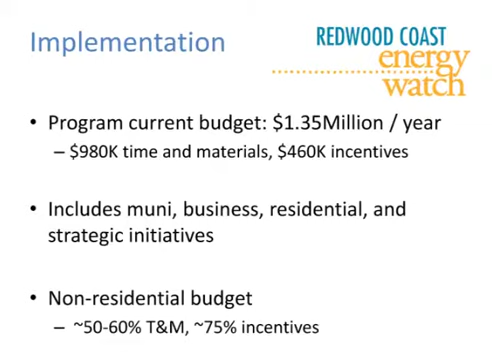 Implementation
REDWOOD COAST
energy
watch
• Program current budget: $1.35Million / year
– $980K time and materials, $460K incentives
• Includes muni, business, residential, and
strategic initiatives
• Non-residential budget
– ~50-60% T&M, ~75% incentives